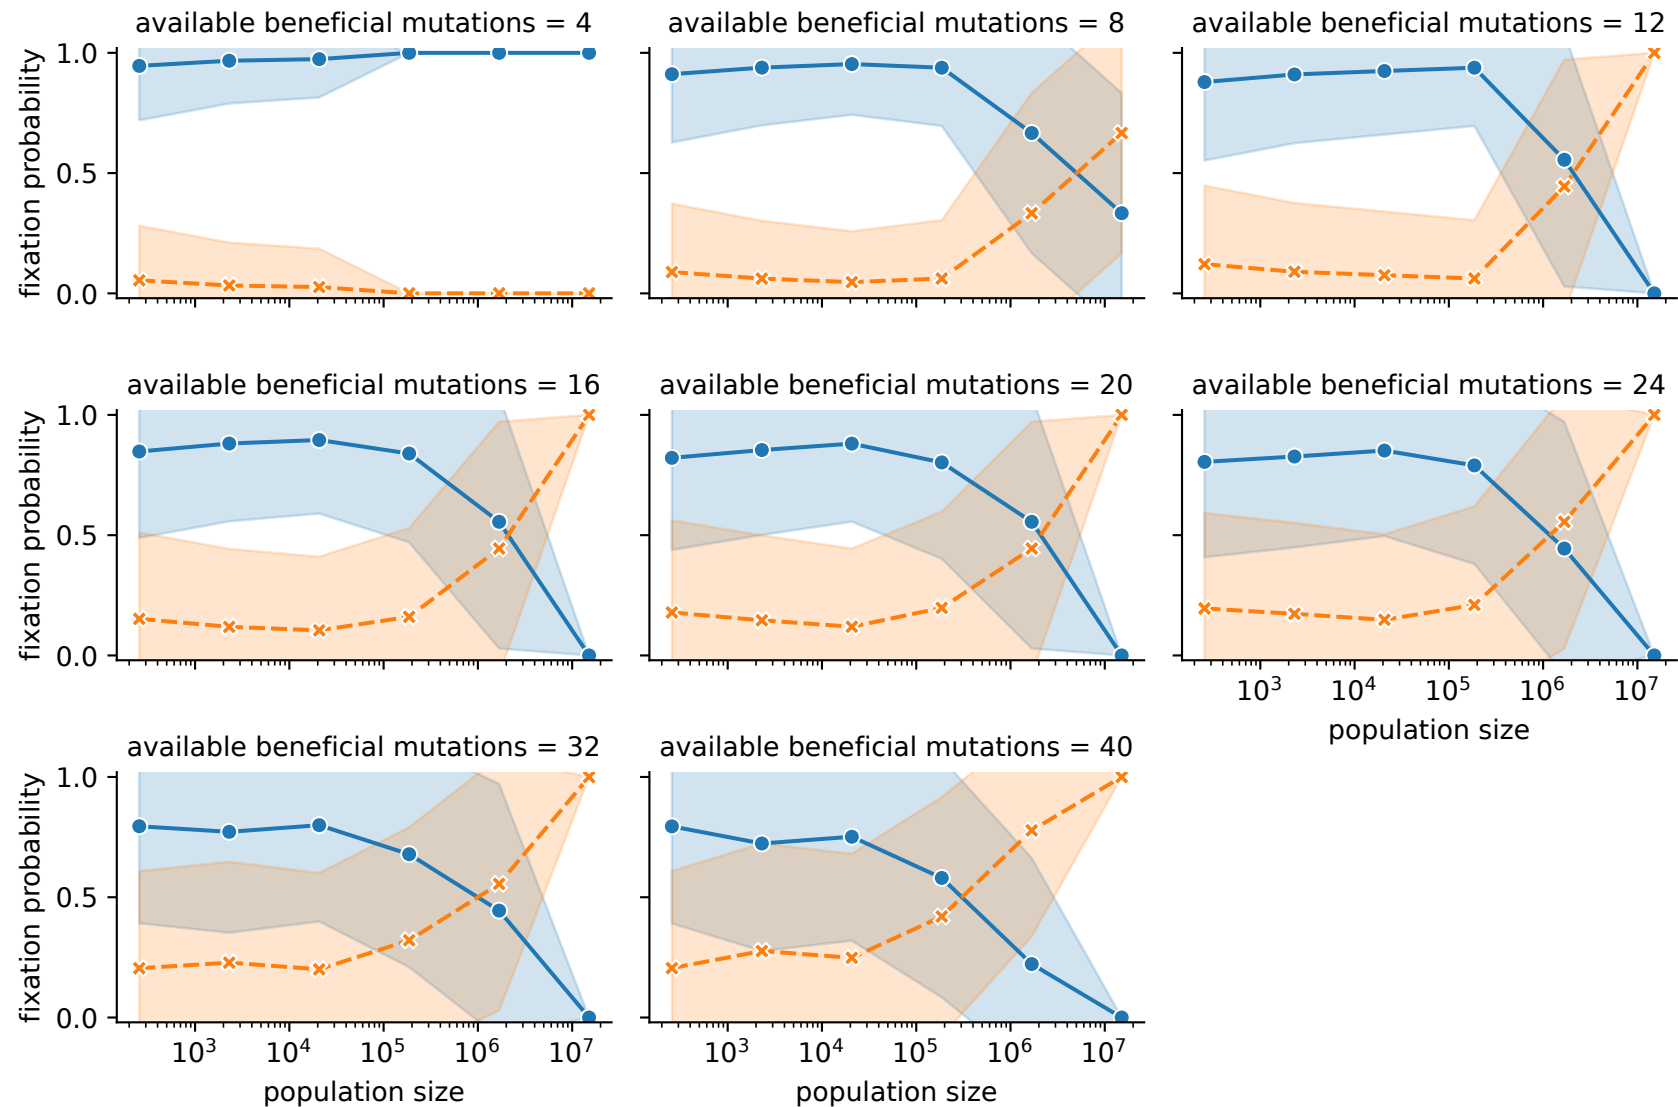 available beneficial mutations = 4
available beneficial mutations = 8
available beneficial mutations = 12
fixation probability
1.0
0.5
0.0
available beneficial mutations = 16
available beneficial mutations = 20
available beneficial mutations = 24
fixation probability
1.0
0.5
0.0
10³ 10⁴ 10⁵ 10⁶ 10⁷
population size
available beneficial mutations = 32
available beneficial mutations = 40
fixation probability
1.0
0.5
0.0
10³ 10⁴ 10⁵ 10⁶ 10⁷
population size
10³ 10⁴ 10⁵ 10⁶ 10⁷
population size